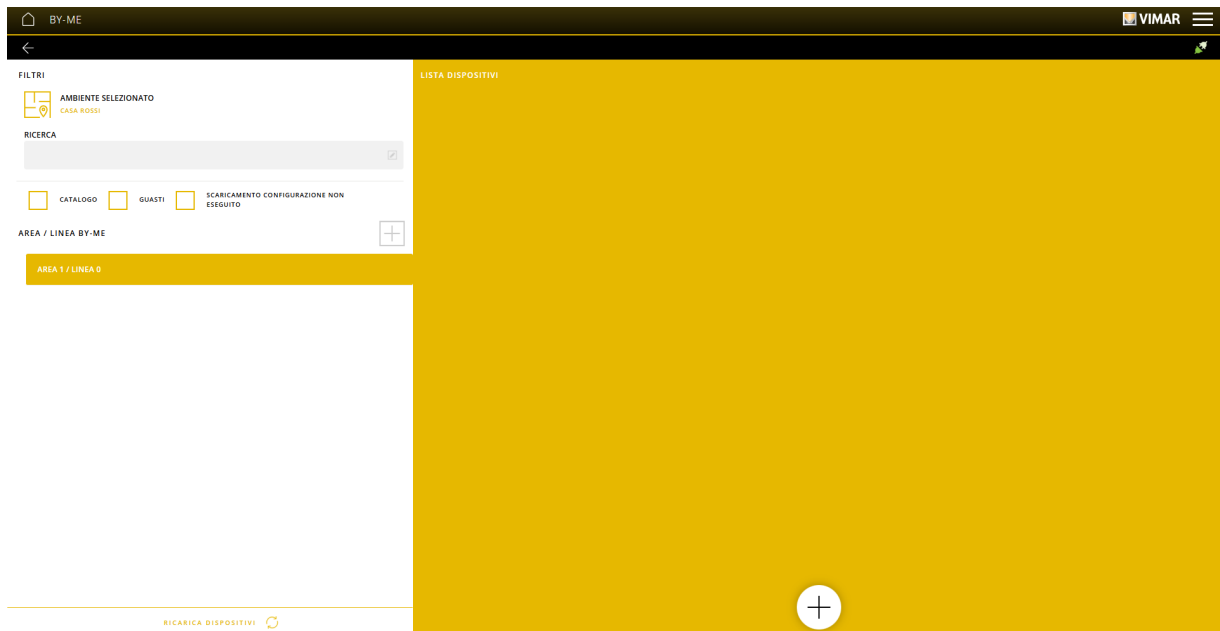 BY-ME
VIMAR
FILTRI
AMBIENTE SELEZIONATO
CASA ROSSI
RICERCA
CATALOGO
GUASTI
SCARICAMENTO CONFIGURAZIONE NON
ESEGUITO
AREA / LINEA BY-ME
AREA 1 / LINEA 0
RICARICA DISPOSITIVI
LISTA DISPOSITIVI